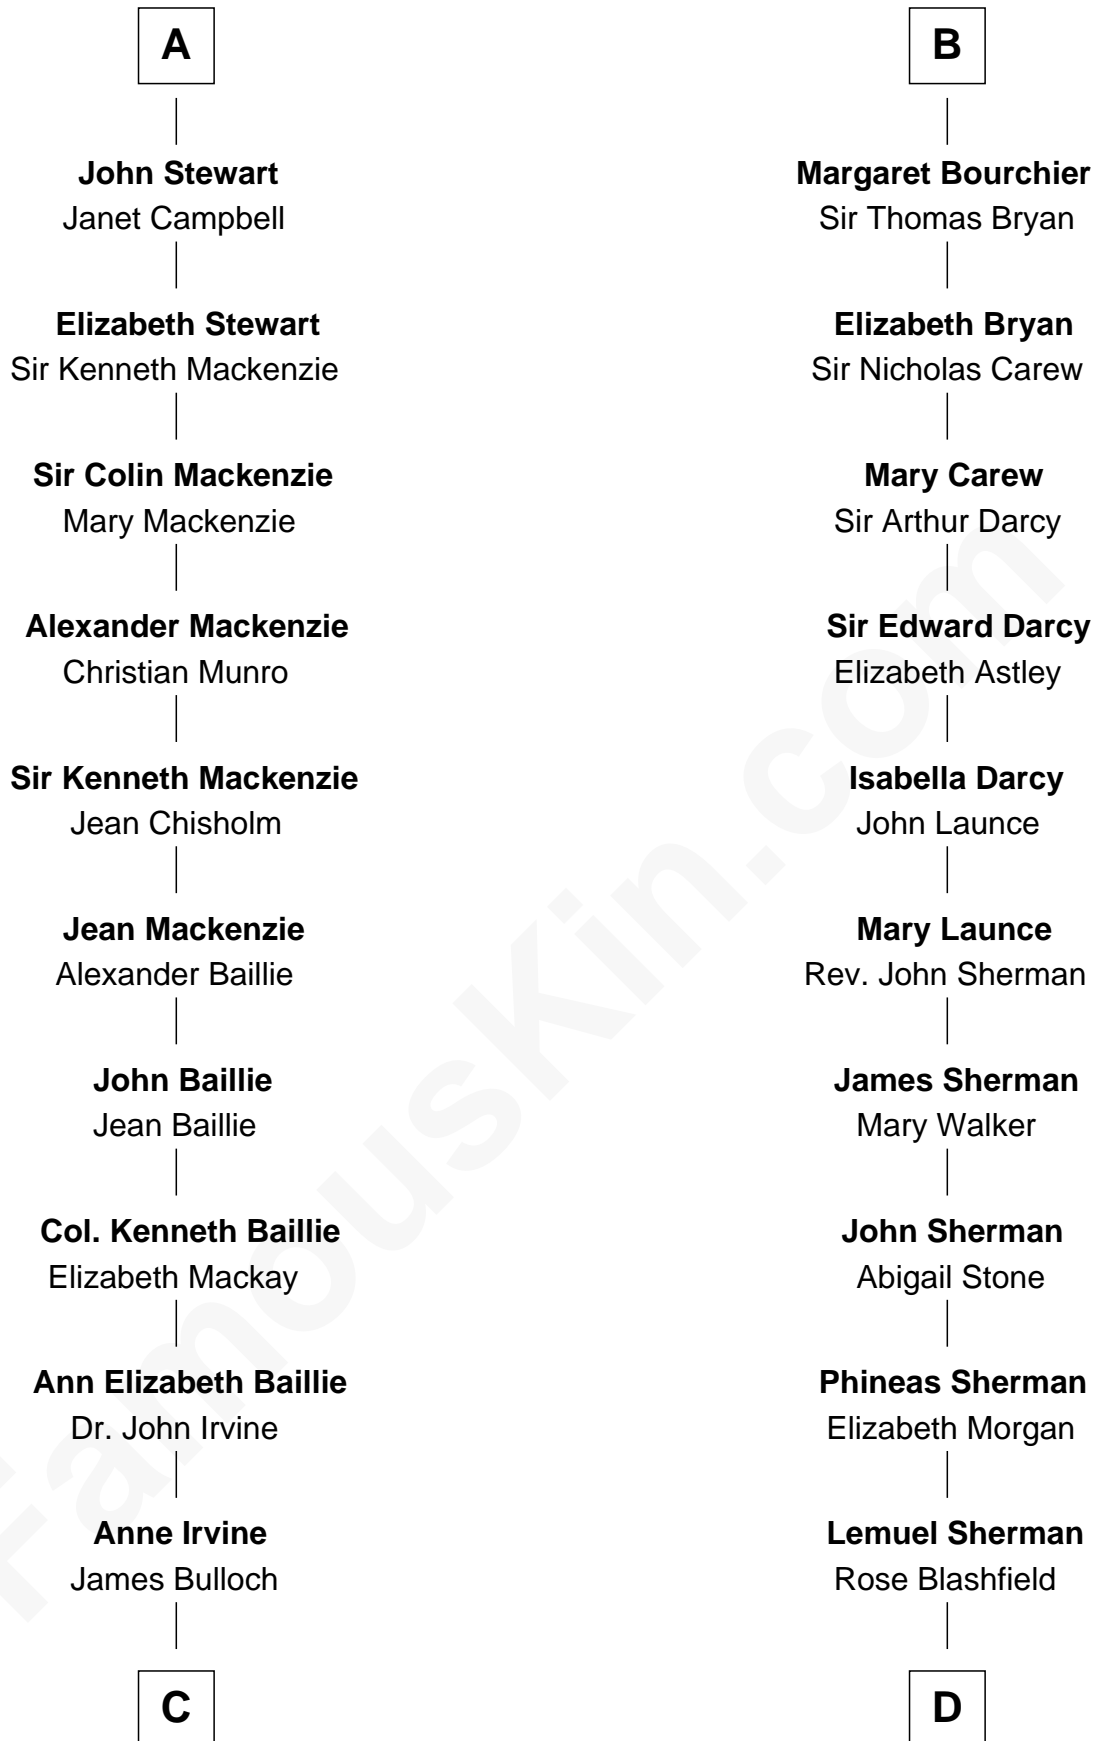 A
John Stewart
Janet Campbell
Elizabeth Stewart
Sir Kenneth Mackenzie
Sir Colin Mackenzie
Mary Mackenzie
Alexander Mackenzie
Christian Munro
Sir Kenneth Mackenzie
Jean Chisholm
Jean Mackenzie
Alexander Baillie
John Baillie
Jean Baillie
Col. Kenneth Baillie
Elizabeth Mackay
Ann Elizabeth Baillie
Dr. John Irvine
Anne Irvine
James Bulloch
C
B
Margaret Bourchier
Sir Thomas Bryan
Elizabeth Bryan
Sir Nicholas Carew
Mary Carew
Sir Arthur Darcy
Sir Edward Darcy
Elizabeth Astley
Isabella Darcy
John Launce
Mary Launce
Rev. John Sherman
James Sherman
Mary Walker
John Sherman
Abigail Stone
Phineas Sherman
Elizabeth Morgan
Lemuel Sherman
Rose Blashfield
D
FamousKin.com